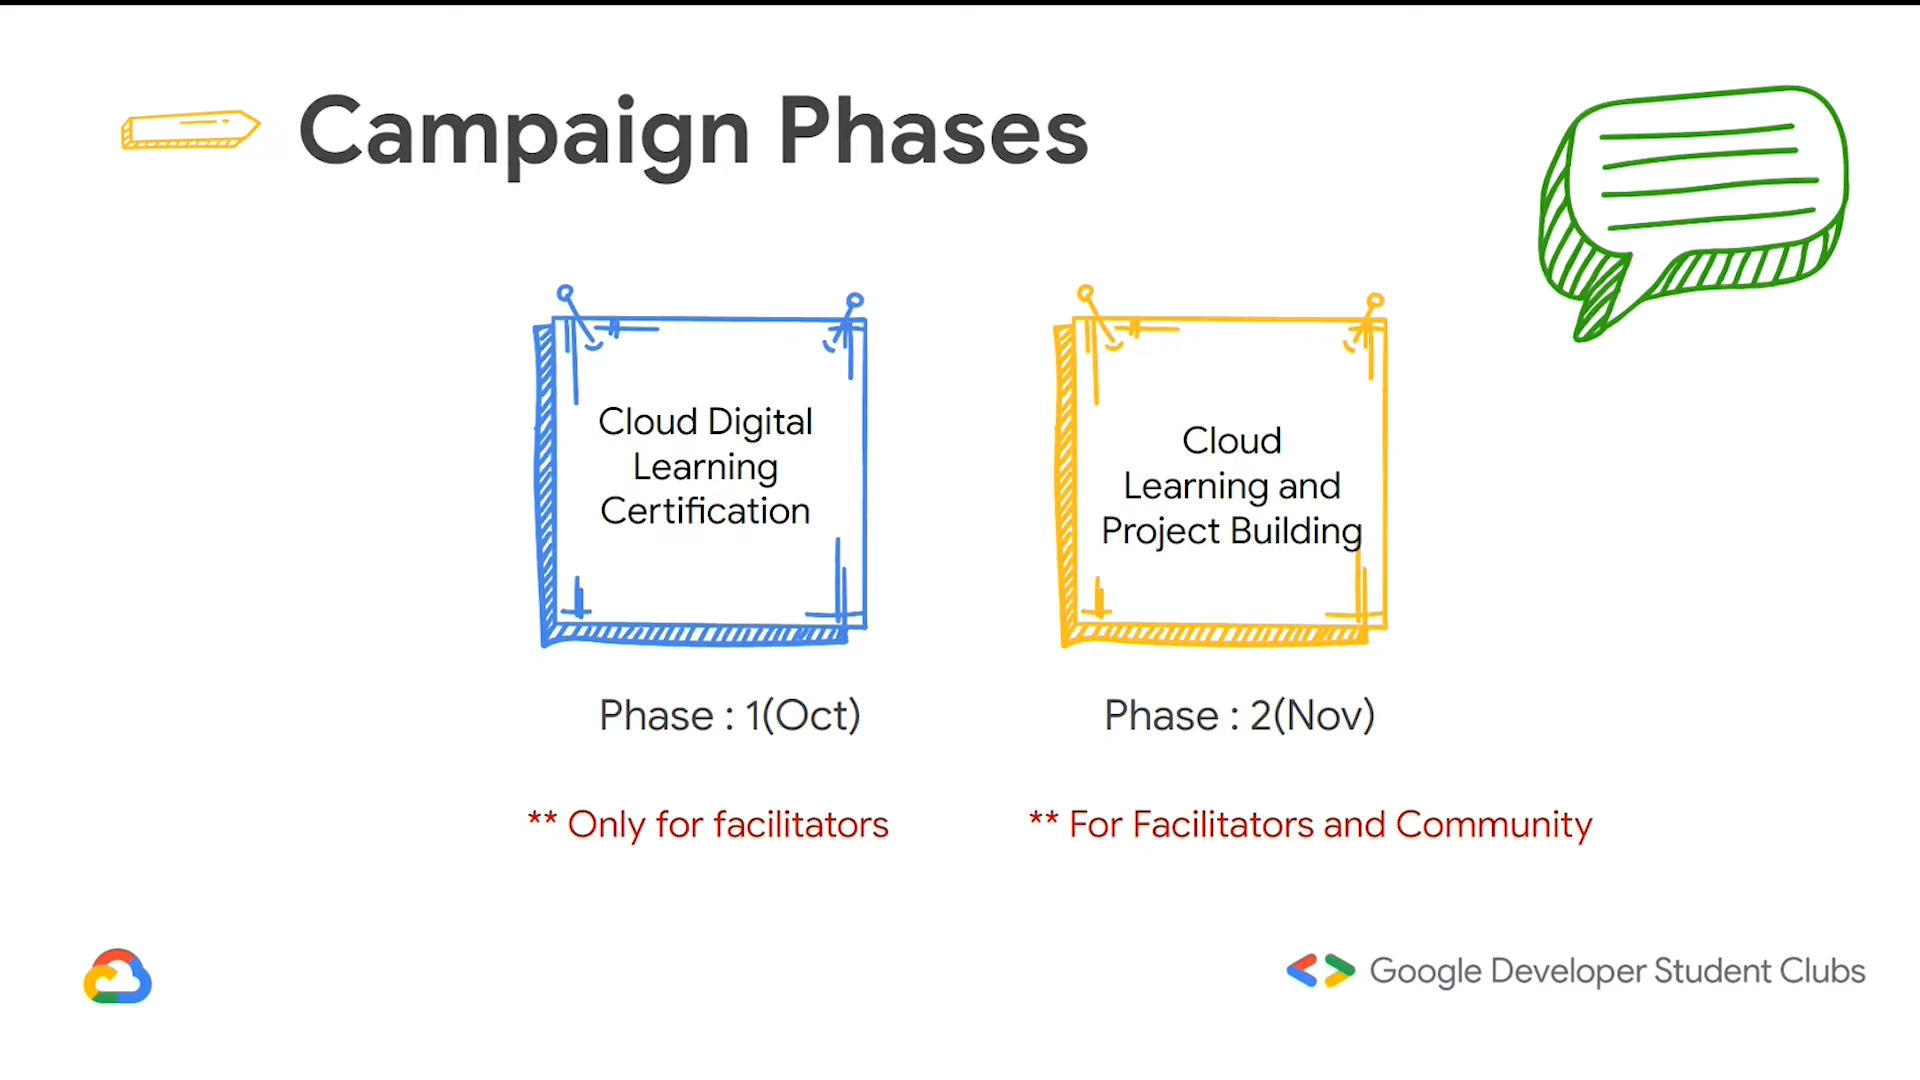 Campaign Phases
Cloud Digital
Learning
Certification
Cloud
Learning and
Project Building
Phase : 1(Oct)
Phase : 2(Nov)
** Only for facilitators
** For Facilitators and Community
Google Developer Student Clubs